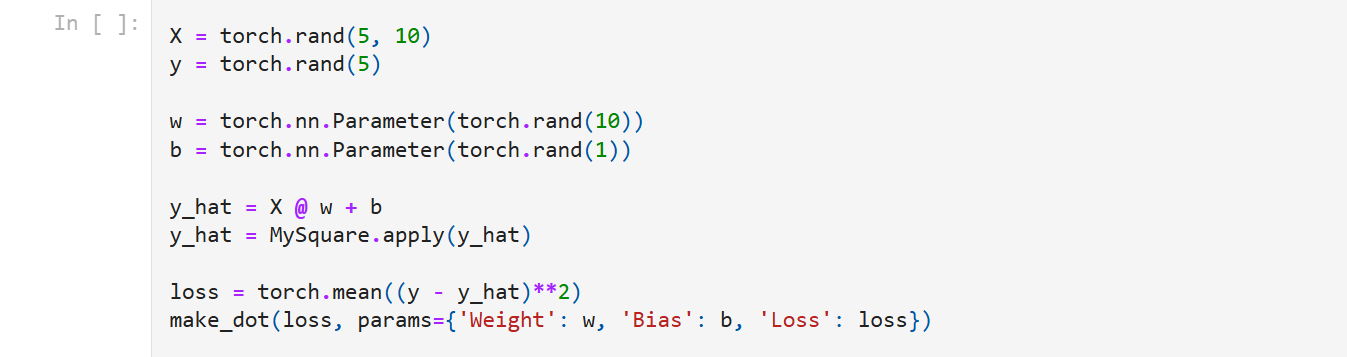 In [ ]:
X = torch.rand(5, 10)
y = torch.rand(5)
w = torch.nn.Parameter(torch.rand(10))
b = torch.nn.Parameter(torch.rand(1))
y_hat = X @ w + b
y_hat = MySquare.apply(y_hat)
loss = torch.mean((y - y_hat)**2)
make_dot(loss, params={'Weight': w, 'Bias': b, 'Loss': loss})